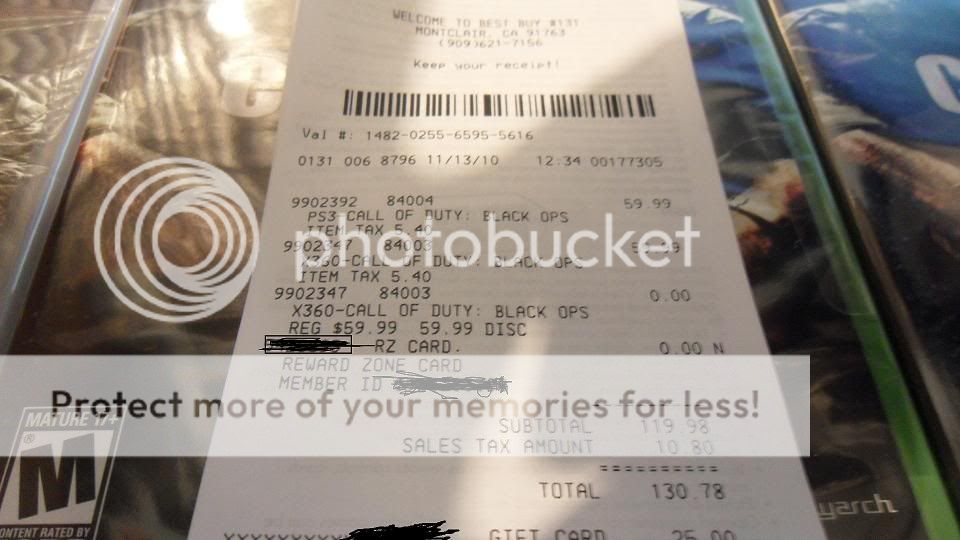 WELCOME TO BEST BUY #131
MONTCLAIR, CA 91763
(909)621-7156
Keep your receipt!
Val #: 1482-0255-6595-5616
0131 006 8796 11/13/10 12:34 00177305
9902392 84004 59.99
PS3-CALL OF DUTY: BLACK OPS
ITEM TAX 5.40
9902347 84003 59.99
X360-CALL OF DUTY: BLACK OPS
ITEM TAX 5.40
9902347 84003 0.00
X360-CALL OF DUTY: BLACK OPS
REG $59.99 59.99 DISC
RZ CARD. 0.00 N
REWARD ZONE CARD
MEMBER ID
SUBTOTAL 119.98
SALES TAX AMOUNT 10.80
==========
TOTAL 130.78
GIFT CARD 25.00
photobucket
Protect more of your memories for less!
C
C
MATURE 17+
M
®
CONTENT RATED BY
yarch